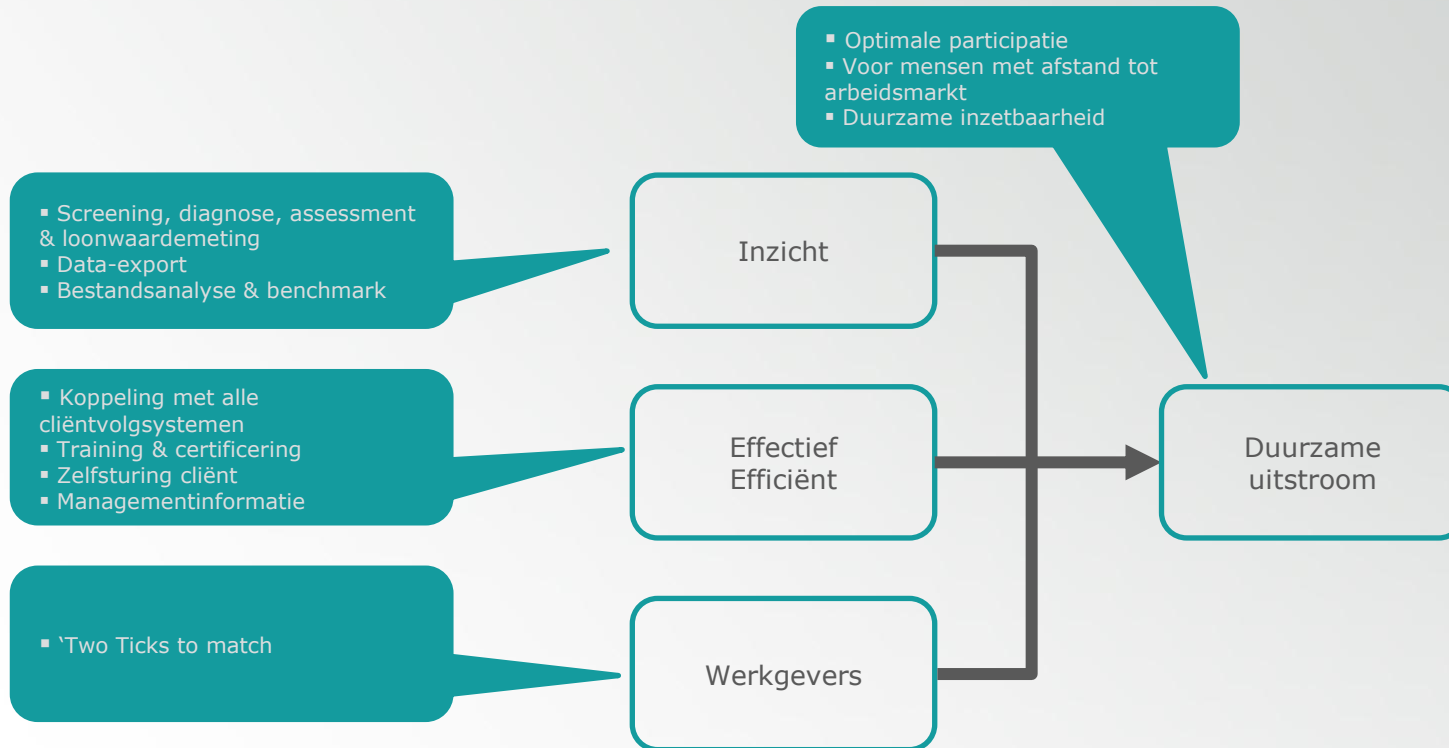 ▪ Optimale participatie
▪ Voor mensen met afstand tot
arbeidsmarkt
▪ Duurzame inzetbaarheid
▪ Screening, diagnose, assessment
& loonwaardemeting
▪ Data-export
▪ Bestandsanalyse & benchmark
Inzicht
▪ Koppeling met alle
cliëntvolgsystemen
▪ Training & certificering
▪ Zelfsturing cliënt
▪ Managementinformatie
Effectief
Efficiënt
Duurzame
uitstroom
▪ ‘Two Ticks to match
Werkgevers